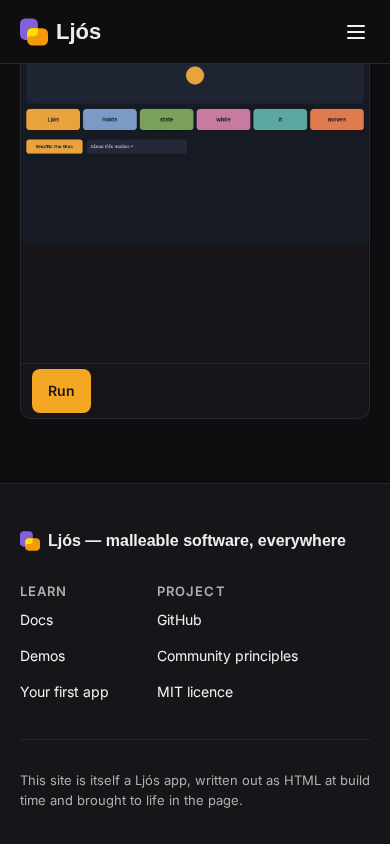 Ljós
Ljós holds state while it moves
Shuffle the tiles
About this motion
Run
Ljós — malleable software, everywhere
LEARN
PROJECT
Docs
GitHub
Demos
Community principles
Your first app
MIT licence
This site is itself a Ljós app, written out as HTML at build
time and brought to life in the page.